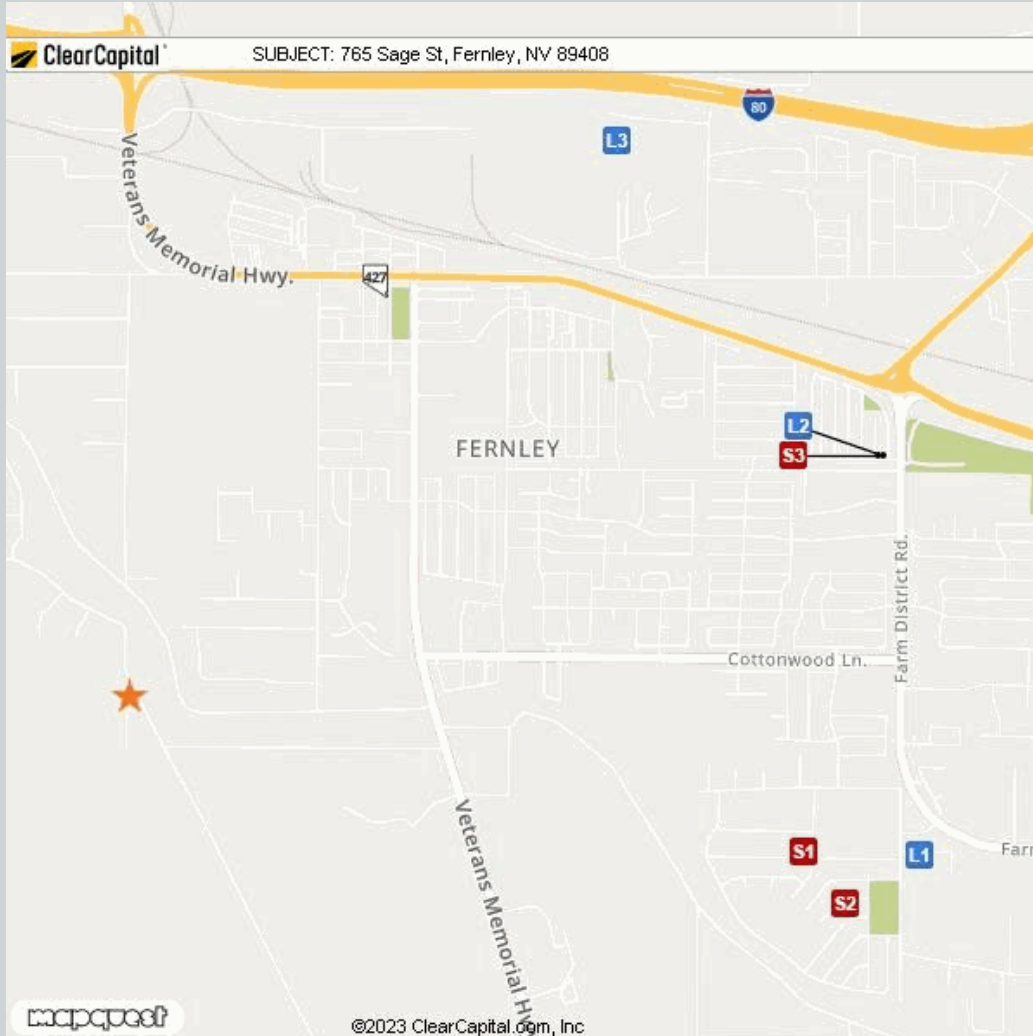 ClearCapital
SUBJECT: 765 Sage St, Fernley, NV 89408
80
L3
Veterans Memorial Hwy.
427
L2
FERNLEY
S3
Farm District Rd.
Cottonwood Ln.
S1
L1
Farm
S2
Veterans Memorial Hwy
mapquest
©2023 ClearCapital.com, Inc